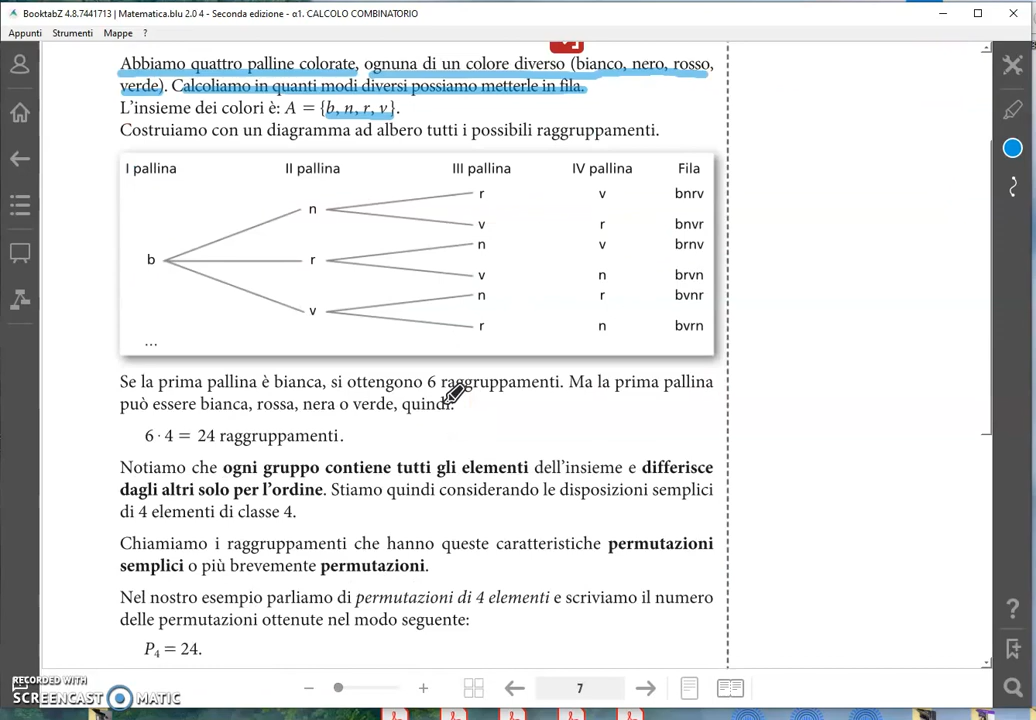 BooktabZ 4.8.7441713 | Matematica.blu 2.0 4 - Seconda edizione - α1. CALCOLO COMBINATORIO
Appunti Strumenti Mappe ?
Abbiamo quattro palline colorate, ognuna di un colore diverso (bianco, nero, rosso,
verde). Calcoliamo in quanti modi diversi possiamo metterle in fila.
L'insieme dei colori è: A = {b, n, r, v}.
Costruiamo con un diagramma ad albero tutti i possibili raggruppamenti.
I pallina II pallina III pallina IV pallina Fila
r v bnrv
n
v r bnvr
n v brnv
b r
v n brvn
n r bvnr
v
r n bvrn
...
Se la prima pallina è bianca, si ottengono 6 raggruppamenti. Ma la prima pallina
può essere bianca, rossa, nera o verde, quindi:
6 · 4 = 24 raggruppamenti.
Notiamo che ogni gruppo contiene tutti gli elementi dell'insieme e differisce
dagli altri solo per l'ordine. Stiamo quindi considerando le disposizioni semplici
di 4 elementi di classe 4.
Chiamiamo i raggruppamenti che hanno queste caratteristiche permutazioni
semplici o più brevemente permutazioni.
Nel nostro esempio parliamo di permutazioni di 4 elementi e scriviamo il numero
delle permutazioni ottenute nel modo seguente:
P₄ = 24.
RECORDED WITH
SCREENCAST MATIC
7